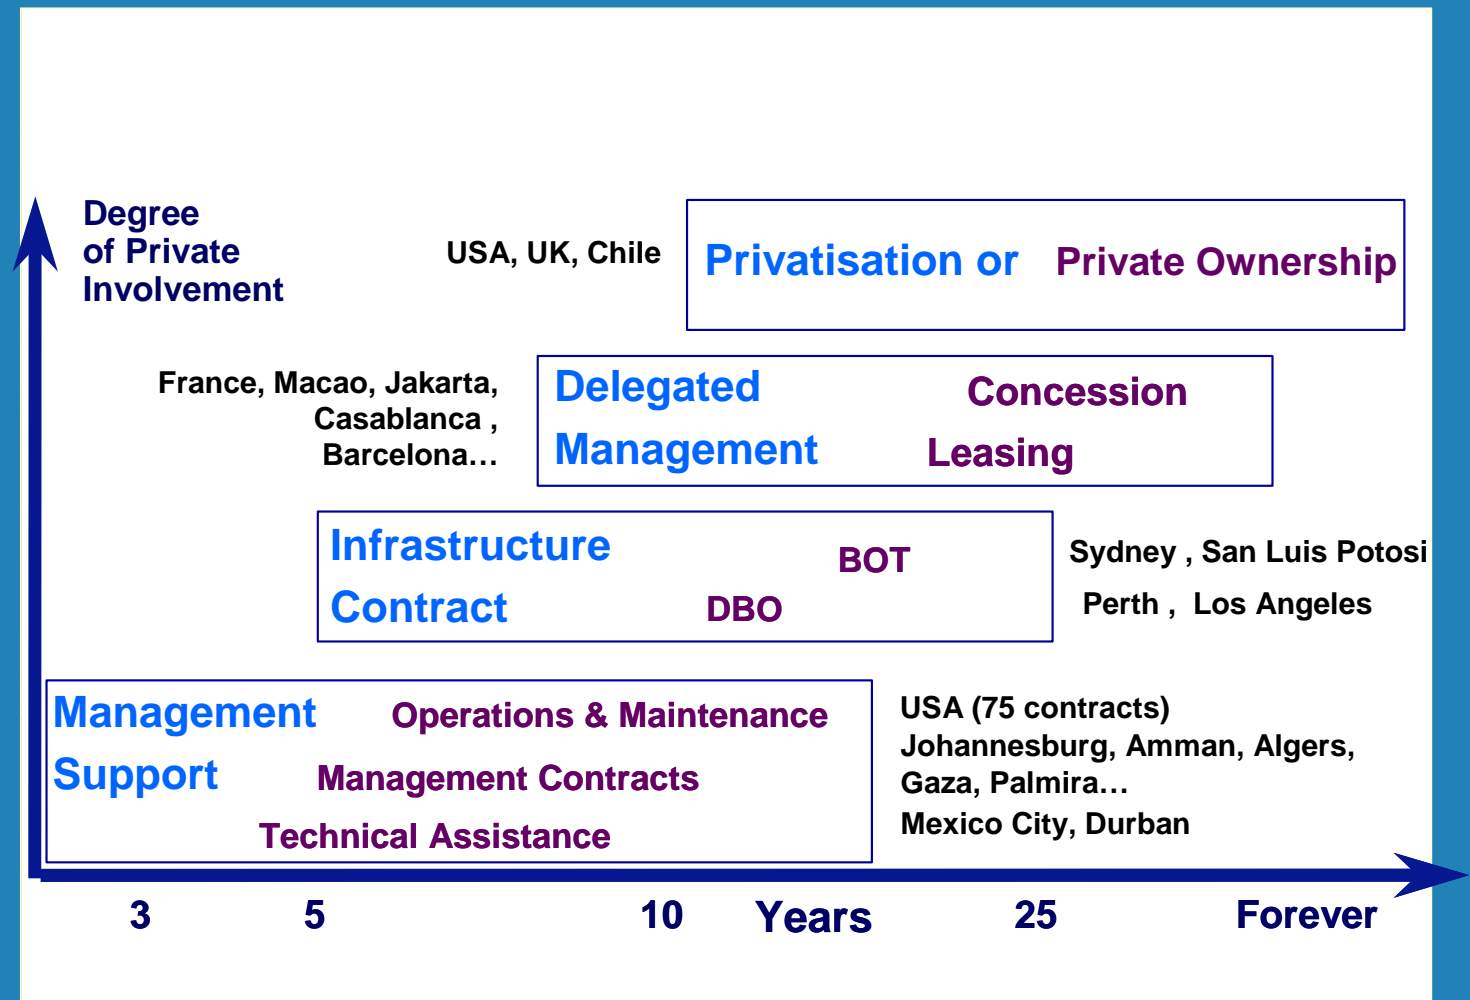 Degree
of Private
Involvement
USA, UK, Chile
Privatisation or Private Ownership
France, Macao, Jakarta,
Casablanca ,
Barcelona…
Delegated Concession
Management Leasing
Infrastructure BOT
Contract DBO
Sydney , San Luis Potosi
Perth , Los Angeles
Management Operations & Maintenance
Support Management Contracts
Technical Assistance
USA (75 contracts)
Johannesburg, Amman, Algers,
Gaza, Palmira…
Mexico City, Durban
3 5 10 Years 25 Forever